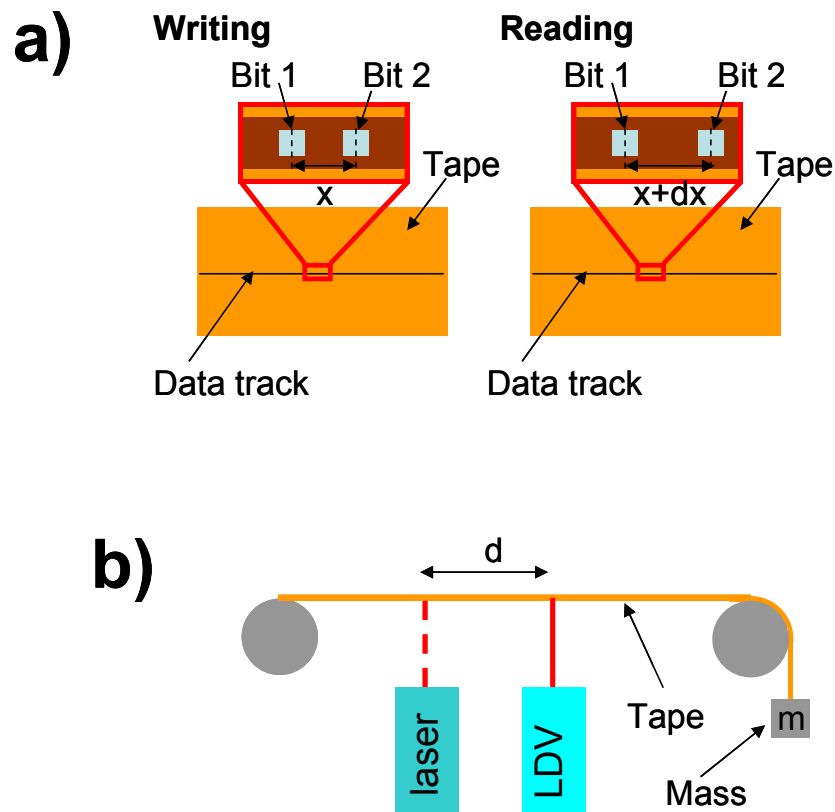 a)
Writing
Reading
Bit 1
Bit 2
Bit 1
Bit 2
Tape
Tape
x
x+dx
Data track
Data track
b)
d
laser
LDV
Tape
m
Mass